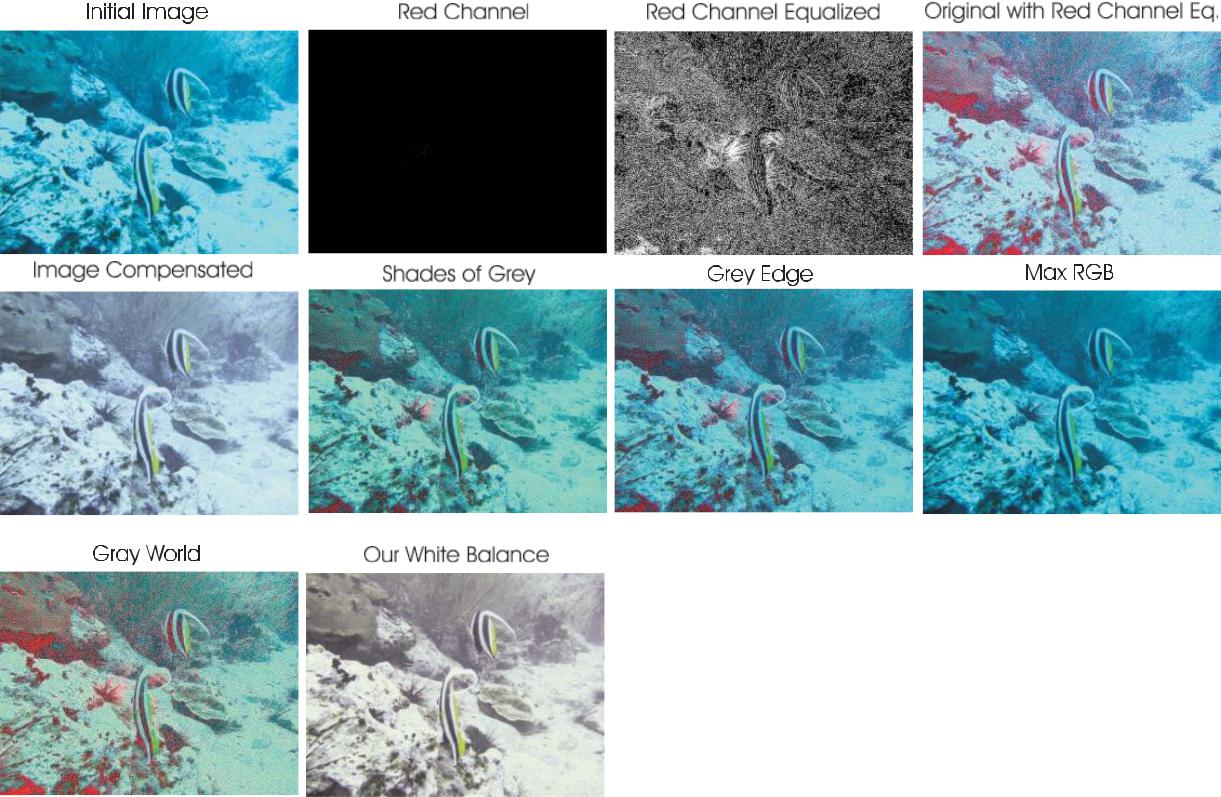 Initial Image
Red Channel
Red Channel Equalized
Original with Red Channel Eq.
Image Compensated
Shades of Grey
Grey Edge
Max RGB
Gray World
Our White Balance